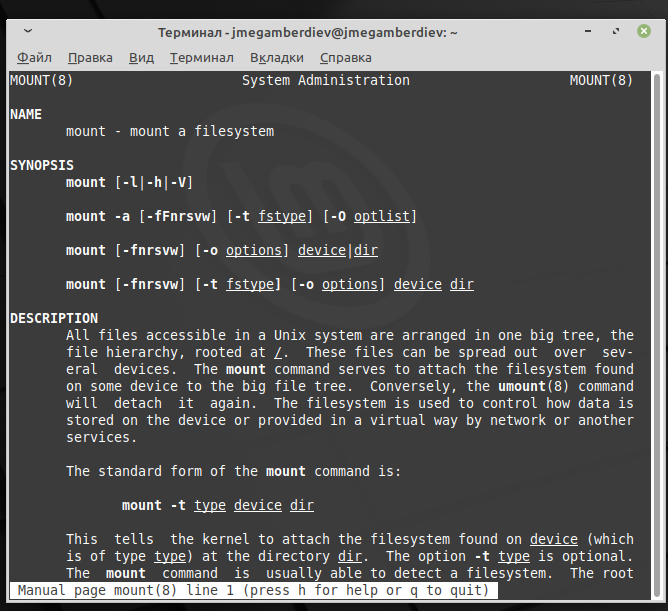 Терминал - jmegamberdiev@jmegamberdiev: ~
Файл Правка Вид Терминал Вкладки Справка
MOUNT(8) System Administration MOUNT(8)
NAME
mount - mount a filesystem
SYNOPSIS
mount [-l|-h|-V]
mount -a [-fFnrsvw] [-t fstype] [-O optlist]
mount [-fnrsvw] [-o options] device|dir
mount [-fnrsvw] [-t fstype] [-o options] device dir
DESCRIPTION
All files accessible in a Unix system are arranged in one big tree, the
file hierarchy, rooted at /. These files can be spread out over sev-
eral devices. The mount command serves to attach the filesystem found
on some device to the big file tree. Conversely, the umount(8) command
will detach it again. The filesystem is used to control how data is
stored on the device or provided in a virtual way by network or another
services.
The standard form of the mount command is:
mount -t type device dir
This tells the kernel to attach the filesystem found on device (which
is of type type) at the directory dir. The option -t type is optional.
The mount command is usually able to detect a filesystem. The root
Manual page mount(8) line 1 (press h for help or q to quit)